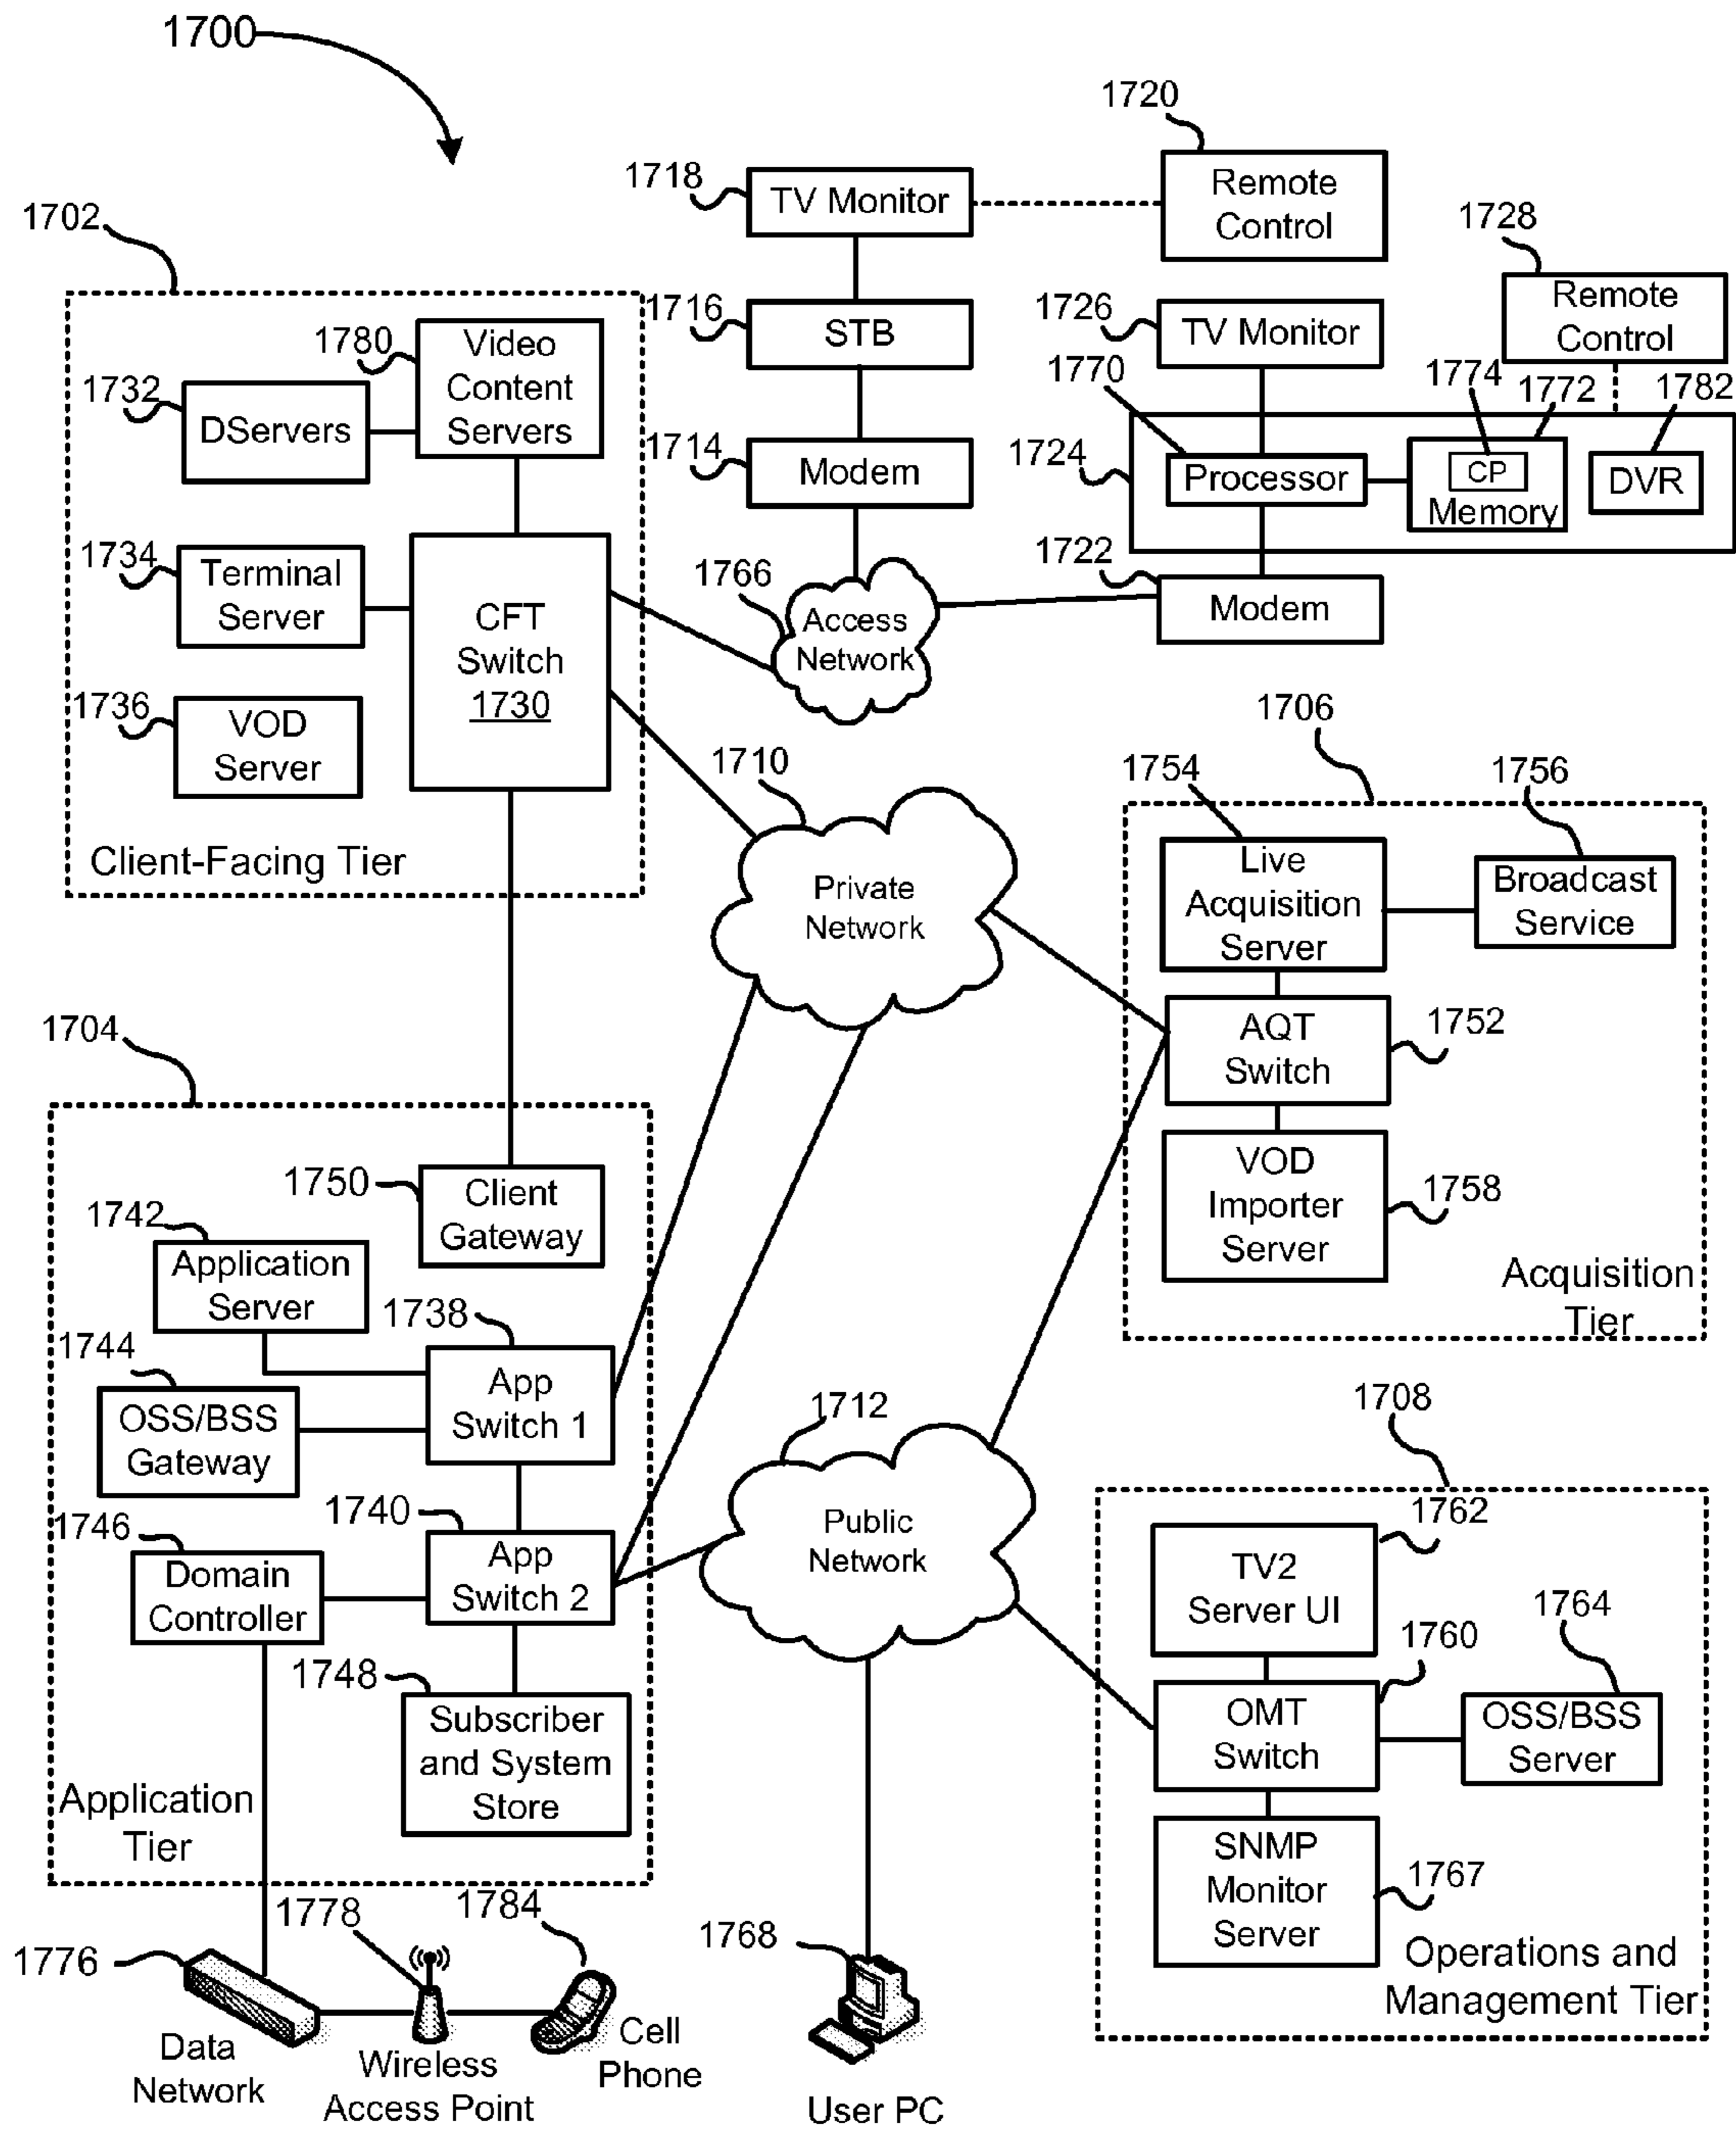 1700
1720
1718
TV Monitor
Remote
Control
1702
1728
Remote
Control
1716
STB
1726
TV Monitor
1780
Video
Content
Servers
1732
DServers
1770
1774
1772
1782
1714
Modem
1724
Processor
CP
Memory
DVR
1734
Terminal
Server
CFT
Switch
1730
1766
Access
Network
1722
Modem
1736
VOD
Server
Client-Facing Tier
1710
Private
Network
1706
1754
1756
Live
Acquisition
Server
Broadcast
Service
AQT
Switch
1752
VOD
Importer
Server
1758
Acquisition
Tier
1704
1750
Client
Gateway
1742
Application
Server
1738
1744
OSS/BSS
Gateway
App
Switch 1
1740
1746
Domain
Controller
App
Switch 2
1748
Subscriber
and System
Store
Application
Tier
1712
Public
Network
1708
1762
TV2
Server UI
1764
1760
OMT
Switch
OSS/BSS
Server
SNMP
Monitor
Server
1767
Operations and
Management Tier
1778
1784
1776
1768
Data
Network
Wireless
Access Point
Cell
Phone
User PC